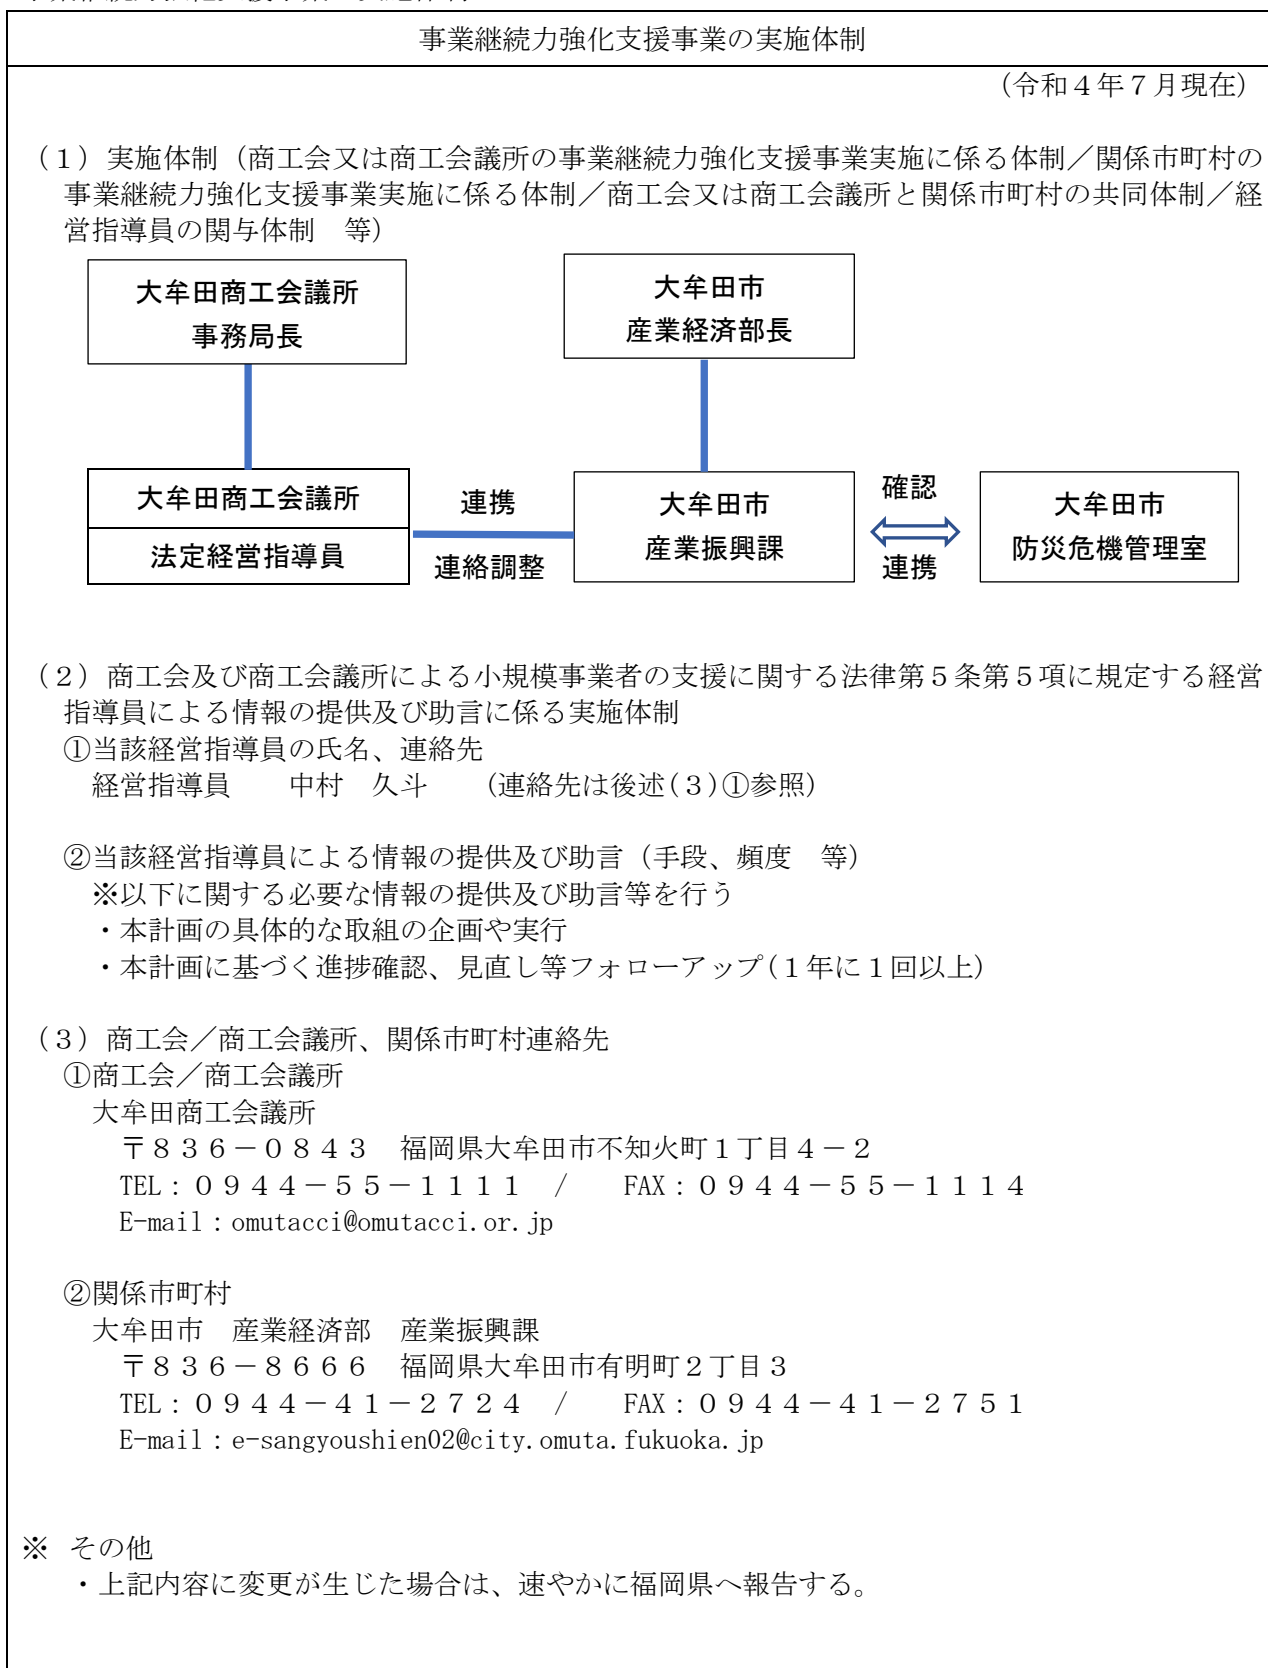 事業継続力強化支援事業の実施体制
（令和４年７月現在）
（１）実施体制（商工会又は商工会議所の事業継続力強化支援事業実施に係る体制／関係市町村の
事業継続力強化支援事業実施に係る体制／商工会又は商工会議所と関係市町村の共同体制／経
営指導員の関与体制　等）
大牟田商工会議所
事務局長
大牟田市
産業経済部長
大牟田商工会議所
法定経営指導員
連携
連絡調整
大牟田市
産業振興課
確認
連携
大牟田市
防災危機管理室
（２）商工会及び商工会議所による小規模事業者の支援に関する法律第５条第５項に規定する経営
指導員による情報の提供及び助言に係る実施体制
①当該経営指導員の氏名、連絡先
経営指導員　　中村　久斗　　（連絡先は後述(３)①参照）
②当該経営指導員による情報の提供及び助言（手段、頻度　等）
※以下に関する必要な情報の提供及び助言等を行う
・本計画の具体的な取組の企画や実行
・本計画に基づく進捗確認、見直し等フォローアップ(１年に１回以上）
（３）商工会／商工会議所、関係市町村連絡先
①商工会／商工会議所
大牟田商工会議所
〒８３６－０８４３　福岡県大牟田市不知火町１丁目４－２
TEL：０９４４－５５－１１１１　/　　FAX：０９４４－５５－１１１４
E-mail：omutacci@omutacci.or.jp
②関係市町村
大牟田市　産業経済部　産業振興課
〒８３６－８６６６　福岡県大牟田市有明町２丁目３
TEL：０９４４－４１－２７２４　/　　FAX：０９４４－４１－２７５１
E-mail：e-sangyoushien02@city.omuta.fukuoka.jp
※　その他
・上記内容に変更が生じた場合は、速やかに福岡県へ報告する。